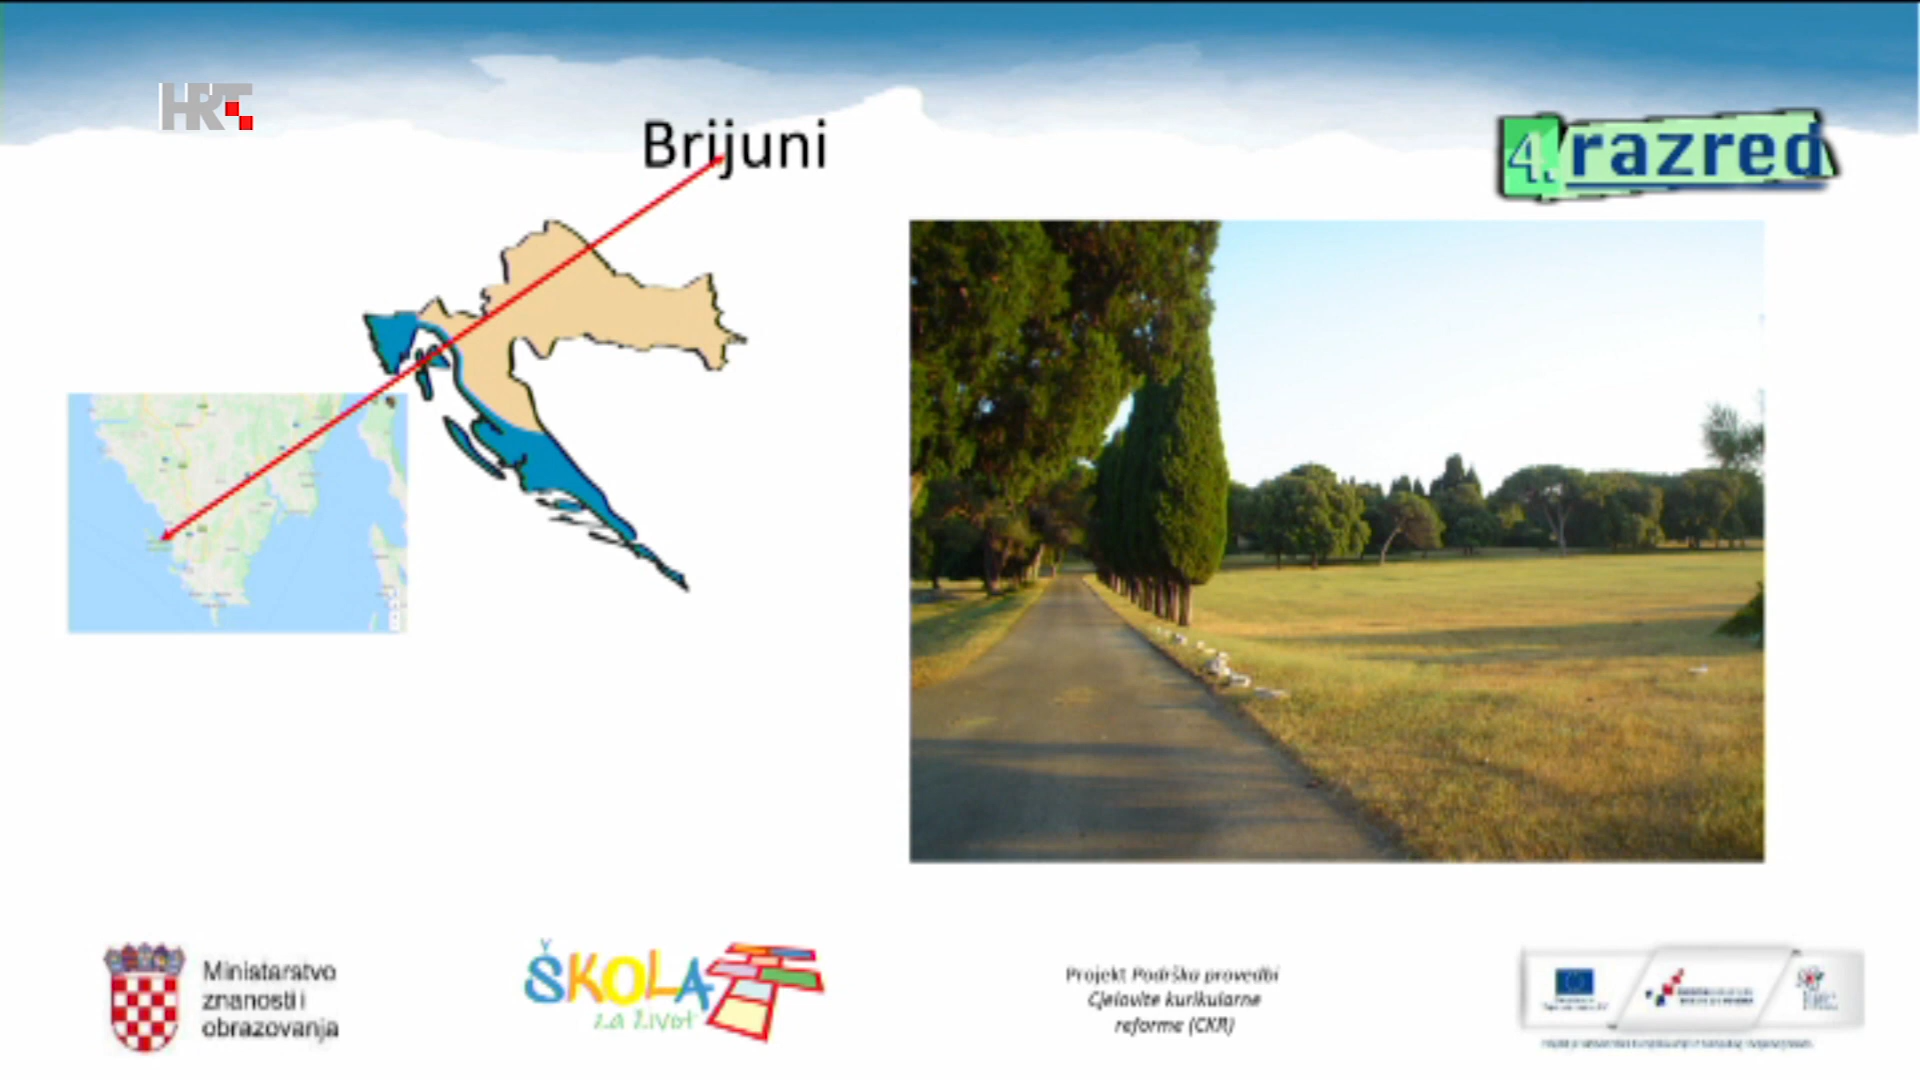 HRT
Brijuni
4. razred
Ministarstvo
znanosti i
obrazovanja
ŠKOLA
za život
Projekt Podrška provedbi
Cjelovite kurikularne
reforme (CKR)